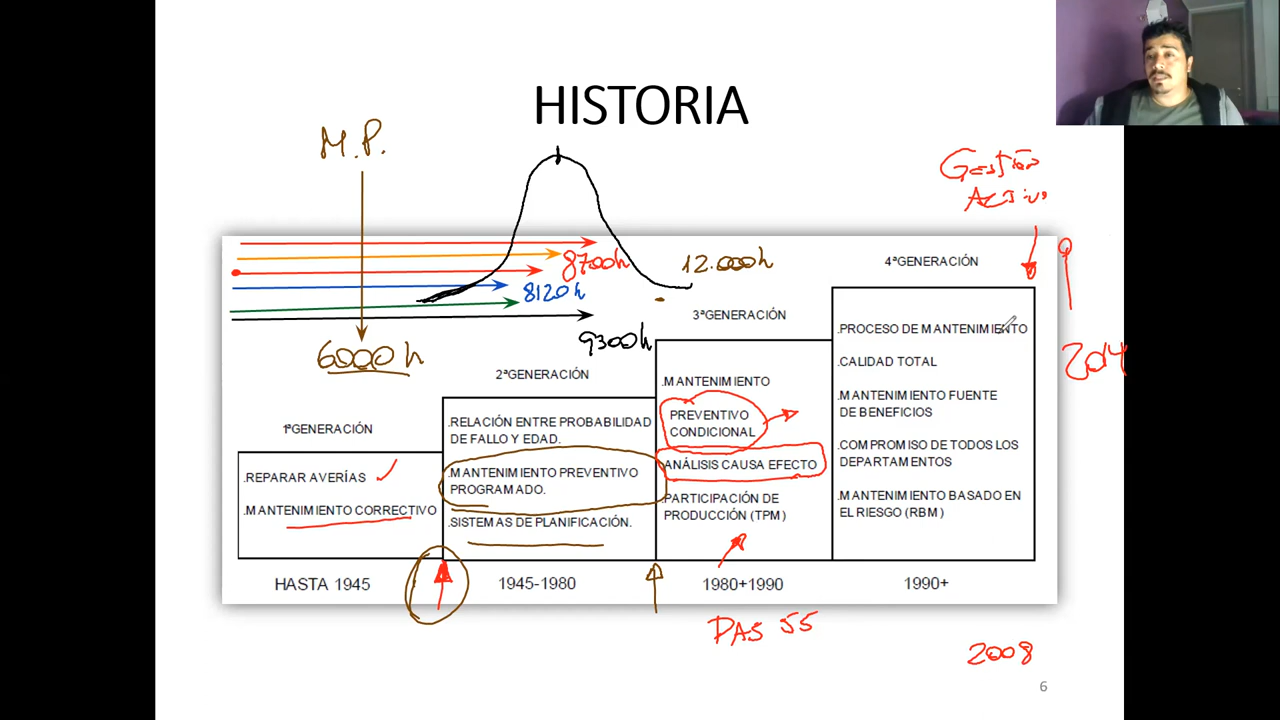 HISTORIA
M.P.
Gestión
Activo
8700h
12.000h
8120h
9300h
6000 h
2014
1ªGENERACIÓN
.REPARAR AVERÍAS
.MANTENIMIENTO CORRECTIVO
HASTA 1945
2ªGENERACIÓN
.RELACIÓN ENTRE PROBABILIDAD
DE FALLO Y EDAD.
.MANTENIMIENTO PREVENTIVO
PROGRAMADO.
.SISTEMAS DE PLANIFICACIÓN.
1945-1980
3ªGENERACIÓN
.MANTENIMIENTO
PREVENTIVO
CONDICIONAL
.ANÁLISIS CAUSA EFECTO
.PARTICIPACIÓN DE
PRODUCCIÓN (TPM)
1980+1990
4ªGENERACIÓN
.PROCESO DE MANTENIMIENTO
.CALIDAD TOTAL
.MANTENIMIENTO FUENTE
DE BENEFICIOS
.COMPROMISO DE TODOS LOS
DEPARTAMENTOS
.MANTENIMIENTO BASADO EN
EL RIESGO (RBM)
1990+
PAS 55
2008
6